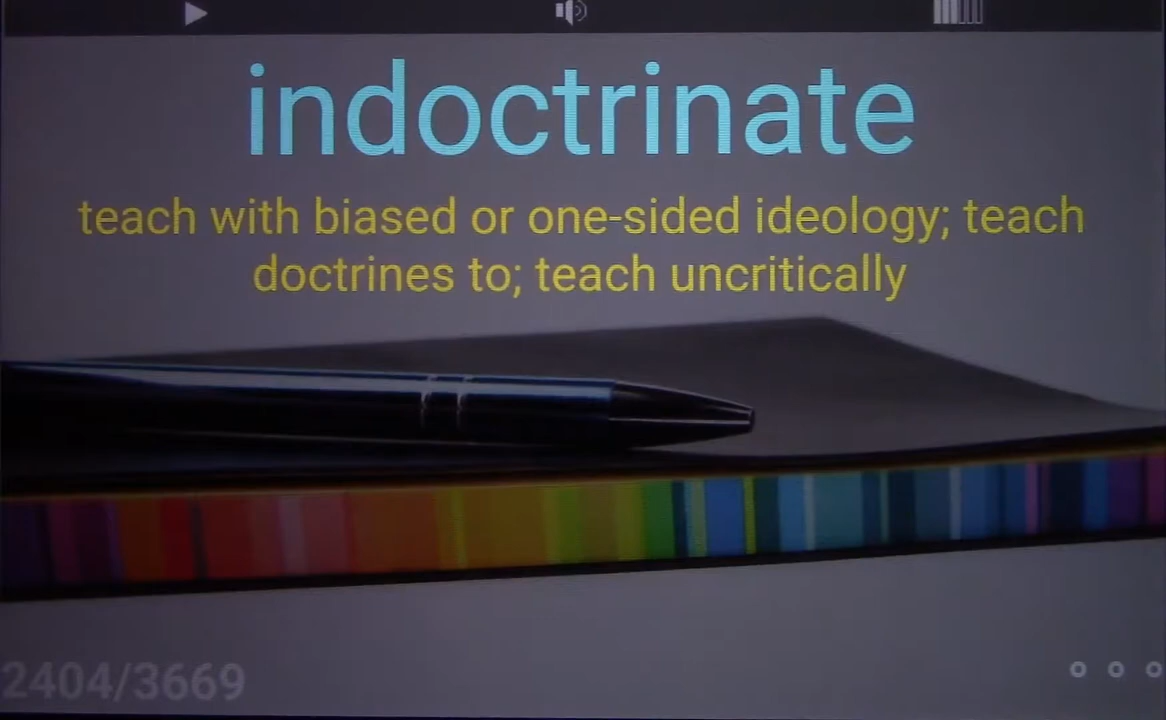 indoctrinate
teach with biased or one-sided ideology; teach
doctrines to; teach uncritically
2404/3669